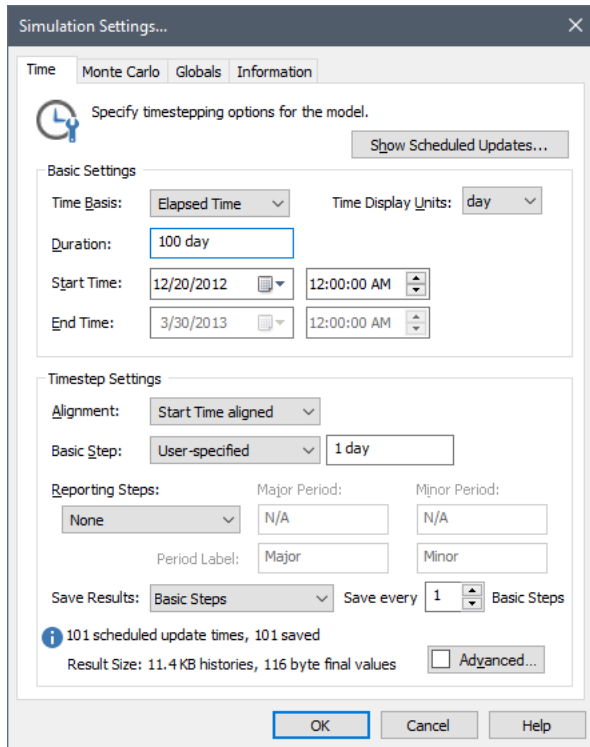 Simulation Settings...
Time Monte Carlo Globals Information
Specify timestepping options for the model.
Show Scheduled Updates...
Basic Settings
Time Basis: Elapsed Time Time Display Units: day
Duration: 100 day
Start Time: 12/20/2012 12:00:00 AM
End Time: 3/30/2013 12:00:00 AM
Timestep Settings
Alignment: Start Time aligned
Basic Step: User-specified 1 day
Reporting Steps: Major Period: Minor Period:
None N/A N/A
Period Label: Major Minor
Save Results: Basic Steps Save every 1 Basic Steps
101 scheduled update times, 101 saved
Result Size: 11.4 KB histories, 116 byte final values Advanced...
OK Cancel Help